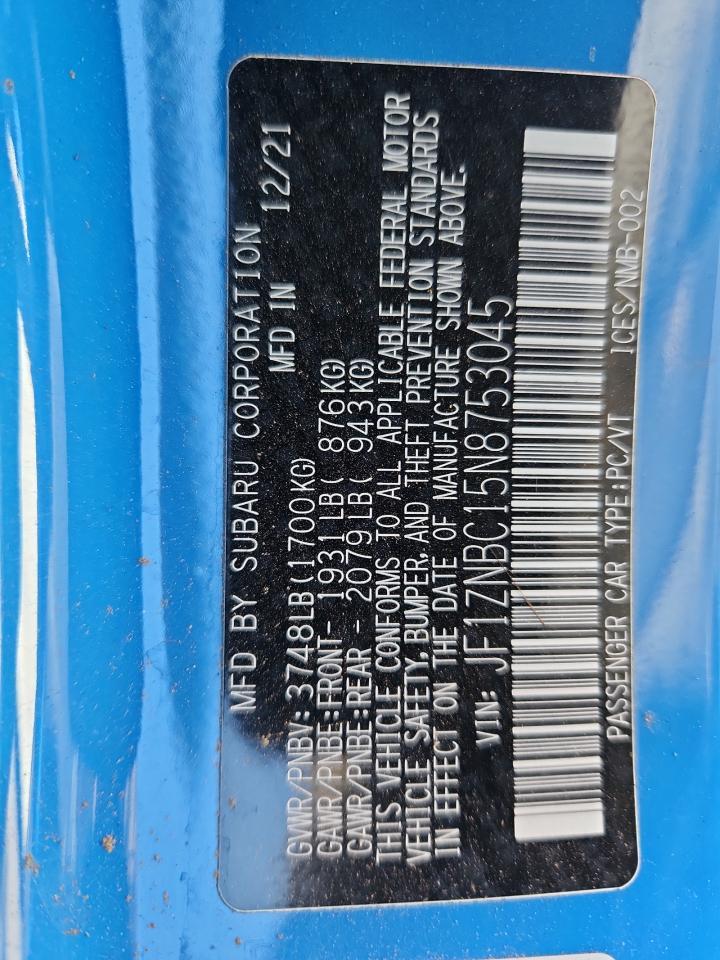 MFD BY SUBARU CORPORATION
MFD IN 12/21
GVWR/PNBV: 3748LB(1700KG)
GAWR/PNBE:FRONT- 1931LB( 876KG)
GAWR/PNBE:REAR - 2079LB( 943KG)
THIS VEHICLE CONFORMS TO ALL APPLICABLE FEDERAL MOTOR
VEHICLE SAFETY, BUMPER, AND THEFT PREVENTION STANDARDS
IN EFFECT ON THE DATE OF MANUFACTURE SHOWN ABOVE.
VIN: JF1ZNBC15N8753045
PASSENGER CAR TYPE:PC/VT ICES/NMB-002